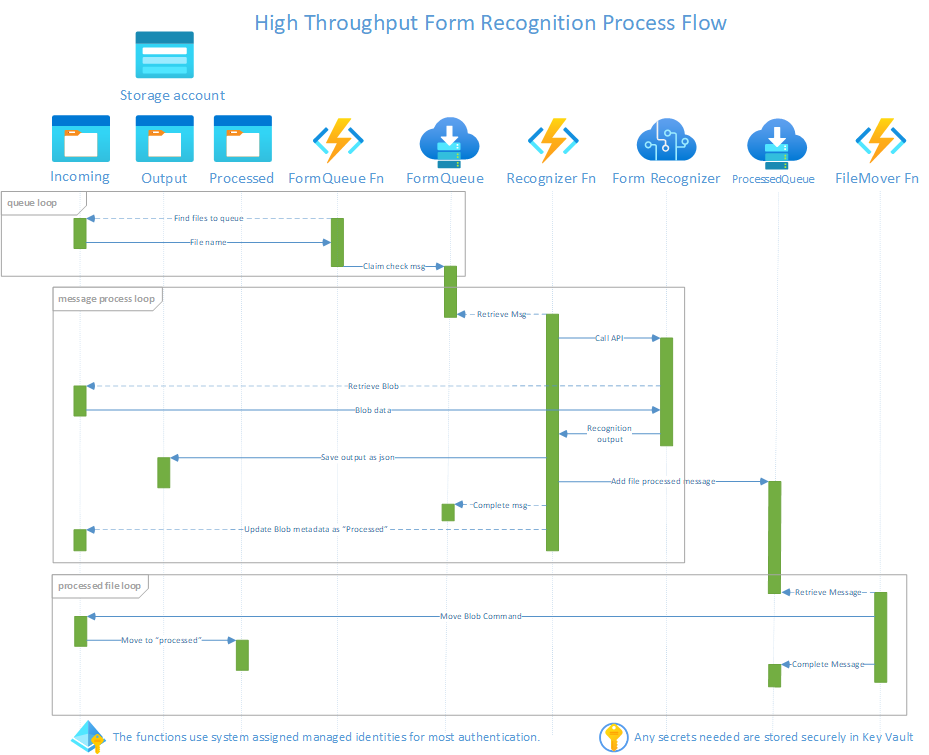 High Throughput Form Recognition Process Flow
Storage account
Incoming
Output
Processed
FormQueue Fn
FormQueue
Recognizer Fn
Form Recognizer
ProcessedQueue
FileMover Fn
queue loop
Find files to queue
File name
Claim check msg
message process loop
Retrieve Msg
Call API
Retrieve Blob
Blob data
Recognition
output
Save output as json
Add file processed message
Complete msg
Update Blob metadata as “Processed”
processed file loop
Retrieve Message
Move Blob Command
Move to “processed”
Complete Message
The functions use system assigned managed identities for most authentication.
Any secrets needed are stored securely in Key Vault